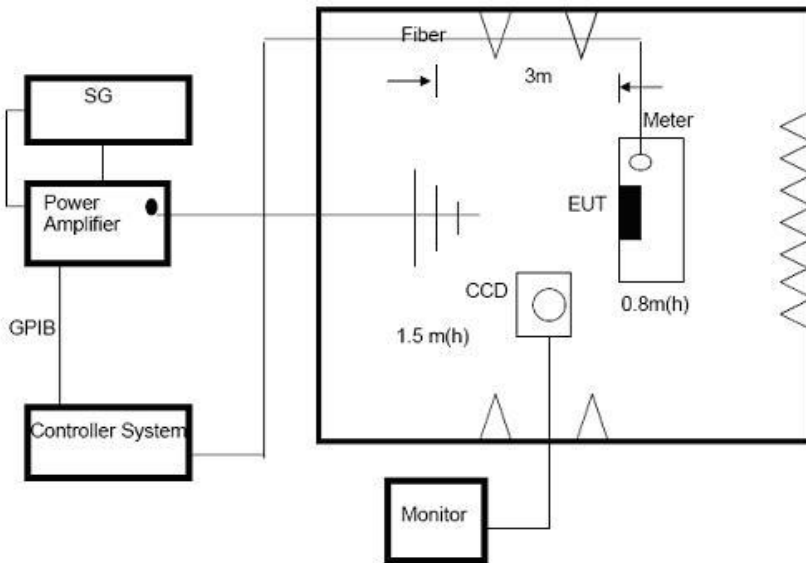 Fiber
3m
SG
Meter
Power
Amplifier
EUT
CCD
0.8m(h)
GPIB
1.5 m(h)
Controller System
Monitor